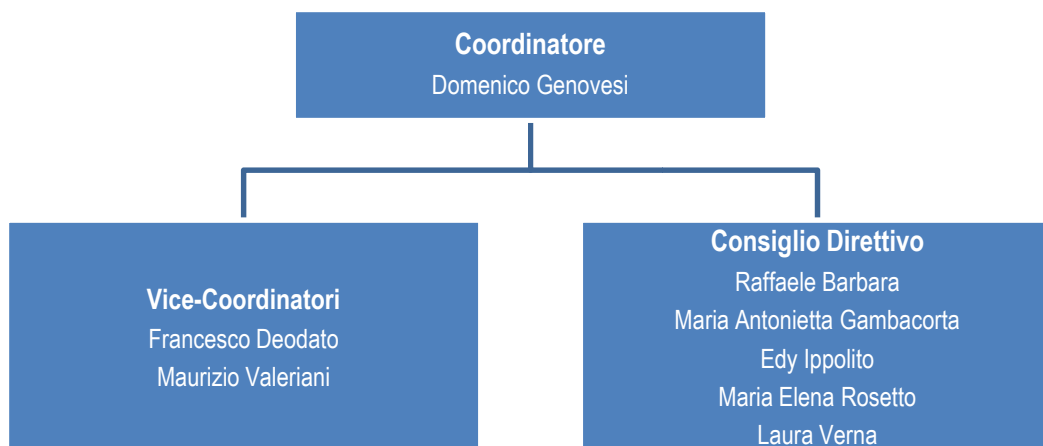 Coordinatore
Domenico Genovesi
Vice-Coordinatori
Francesco Deodato
Maurizio Valeriani
Consiglio Direttivo
Raffaele Barbara
Maria Antonietta Gambacorta
Edy Ippolito
Maria Elena Rosetto
Laura Verna